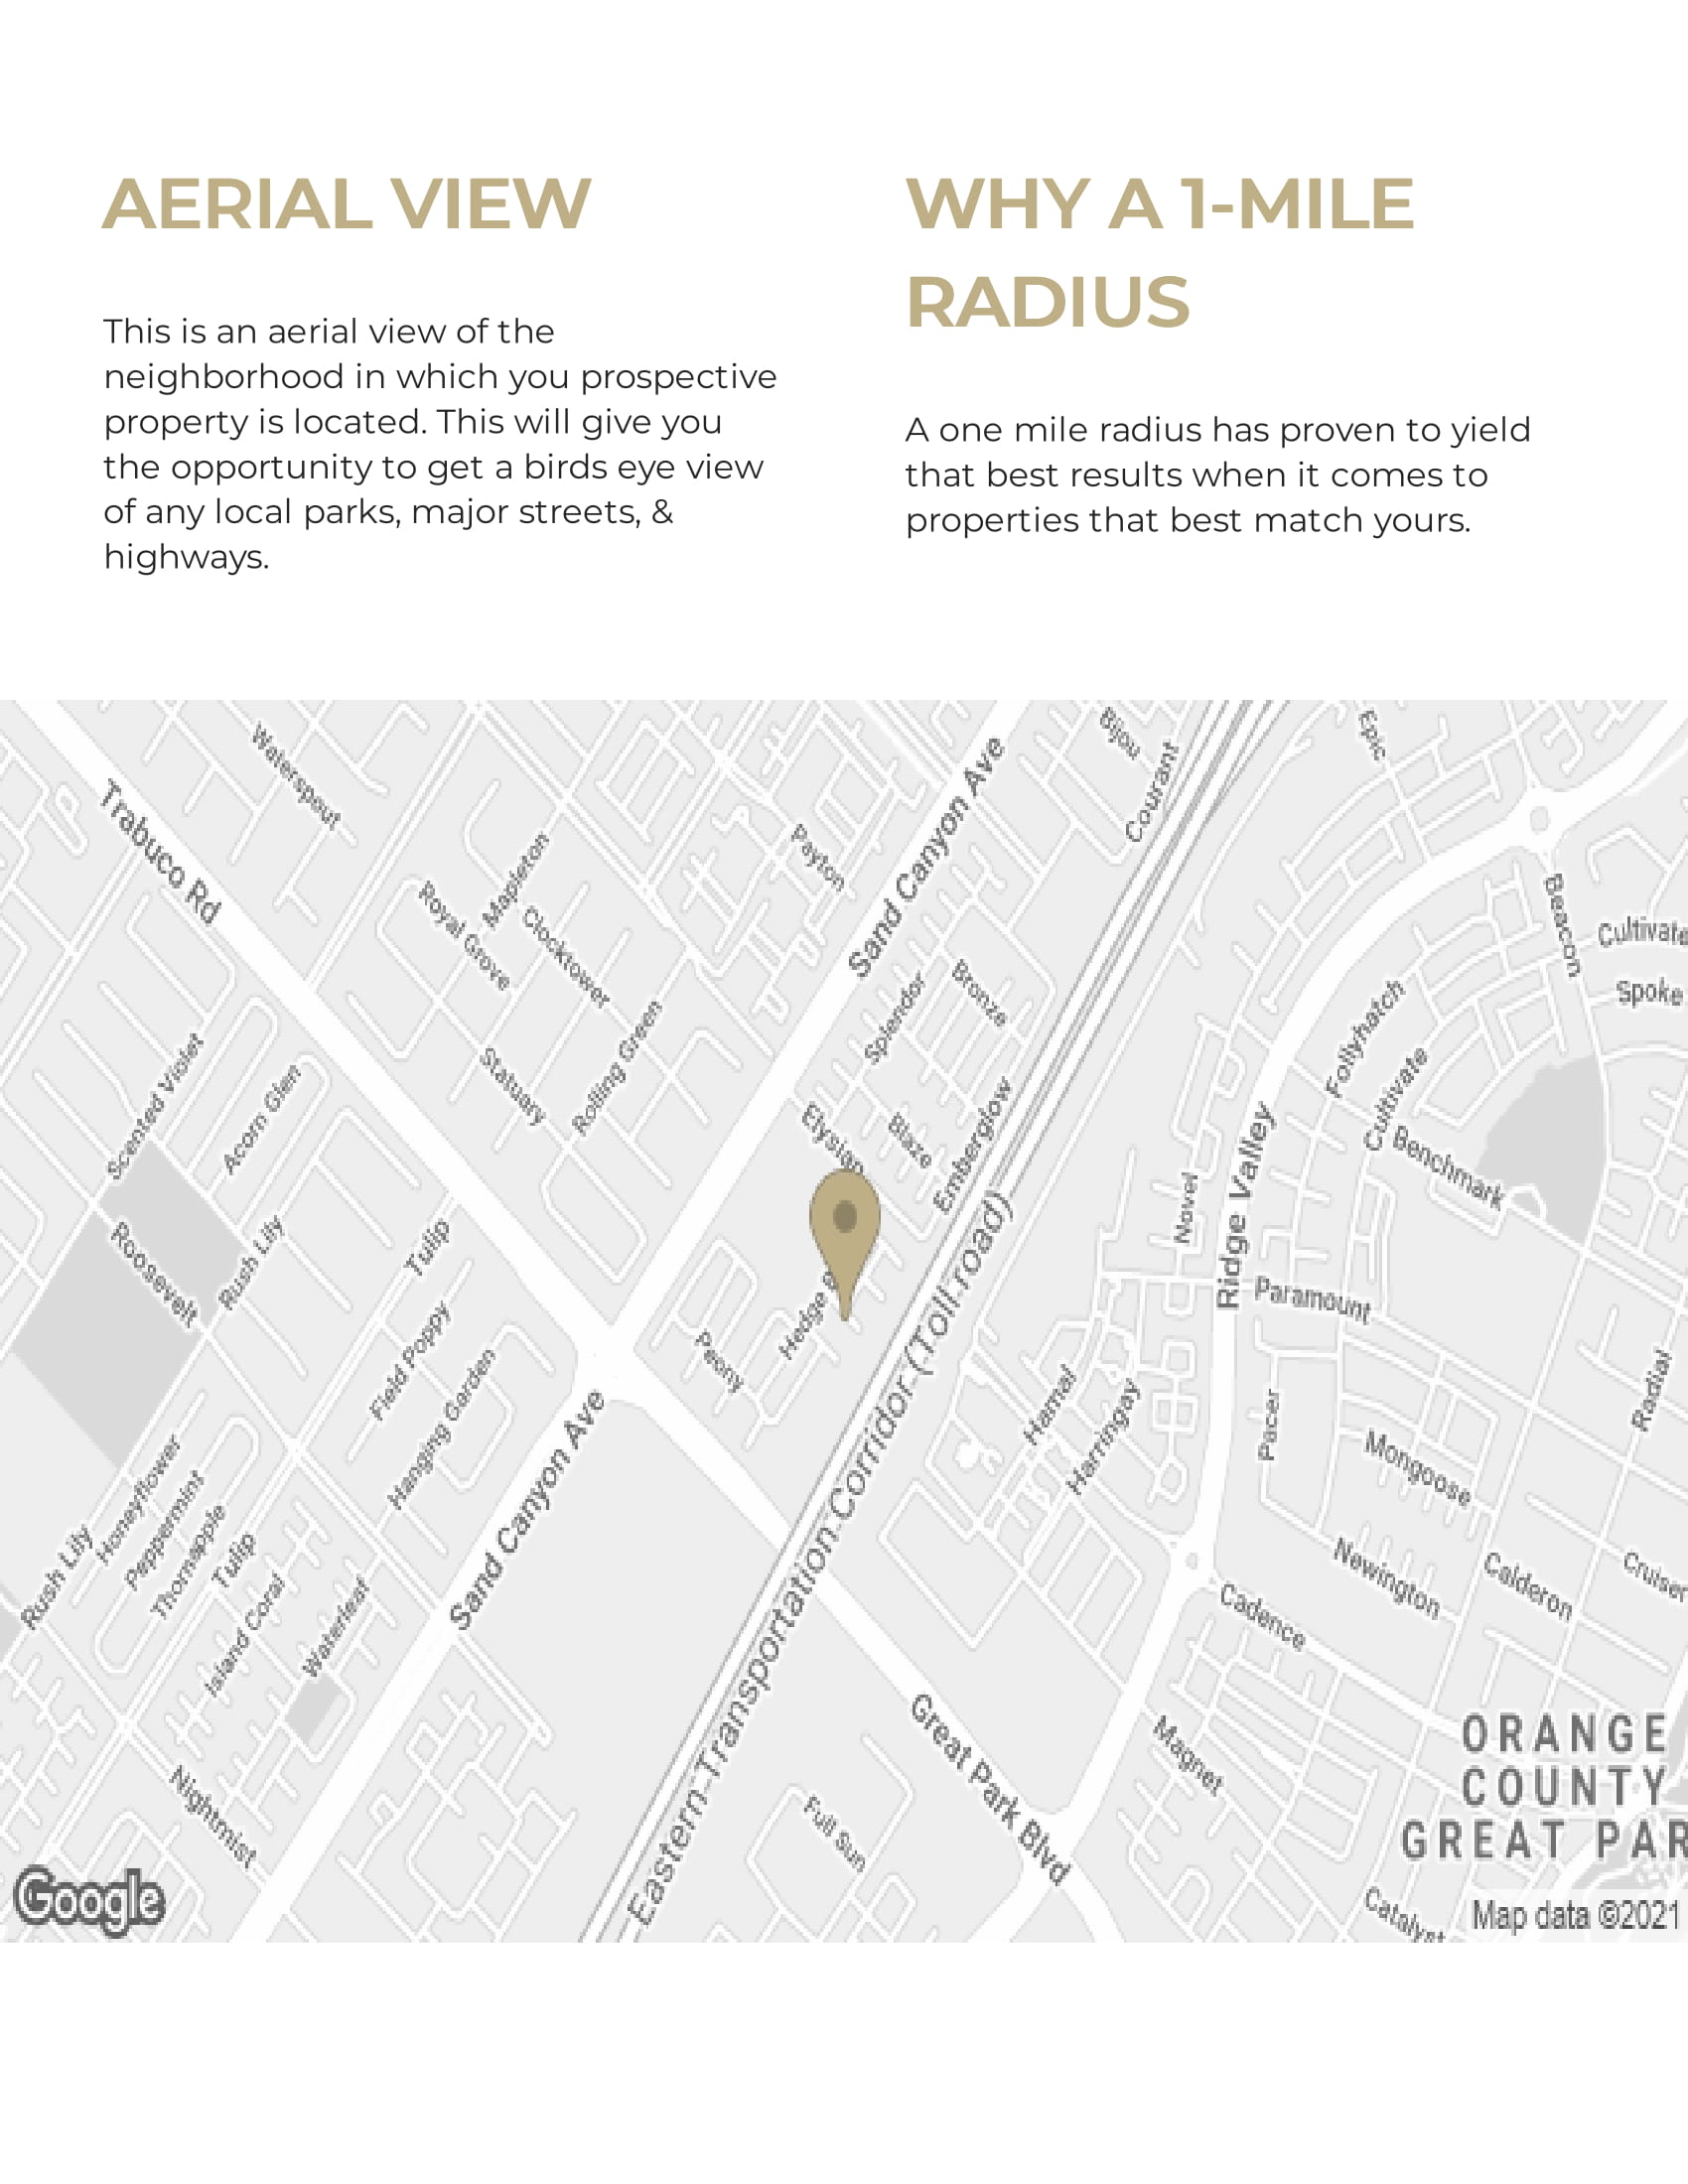 AERIAL VIEW
This is an aerial view of the
neighborhood in which you prospective
property is located. This will give you
the opportunity to get a birds eye view
of any local parks, major streets, &
highways.
WHY A 1-MILE
RADIUS
A one mile radius has proven to yield
that best results when it comes to
properties that best match yours.
Waterspout
Trabuco Rd
Mapleton
Royal Grove
Clocktower
Payton
Sand Canyon Ave
Bijou
Courant
Epic
Beacon
Cultivate
Spoke
Splendor
Bronze
Follyhatch
Cultivate
Benchmark
Scented Violet
Acorn Glen
Statuary
Rolling Green
Elysian
Blaze
Emberglow
Novel
Ridge Valley
Paramount
Roosevelt
Rush Lily
Tulip
Field Poppy
Hanging Garden
Peony
Hedge
Hamal
Harringay
Pacer
Mongoose
Radial
Honeyflower
Peppermint
Thornapple
Rush Lily
Tulip
Island Coral
Waterleaf
Sand Canyon Ave
Eastern Transportation Corridor (Toll road)
Newington
Calderon
Cruiser
Cadence
Magnet
Great Park Blvd
Full Sun
Nightmist
ORANGE
COUNTY
GREAT PAR
Catalyst
Google
Map data ©2021